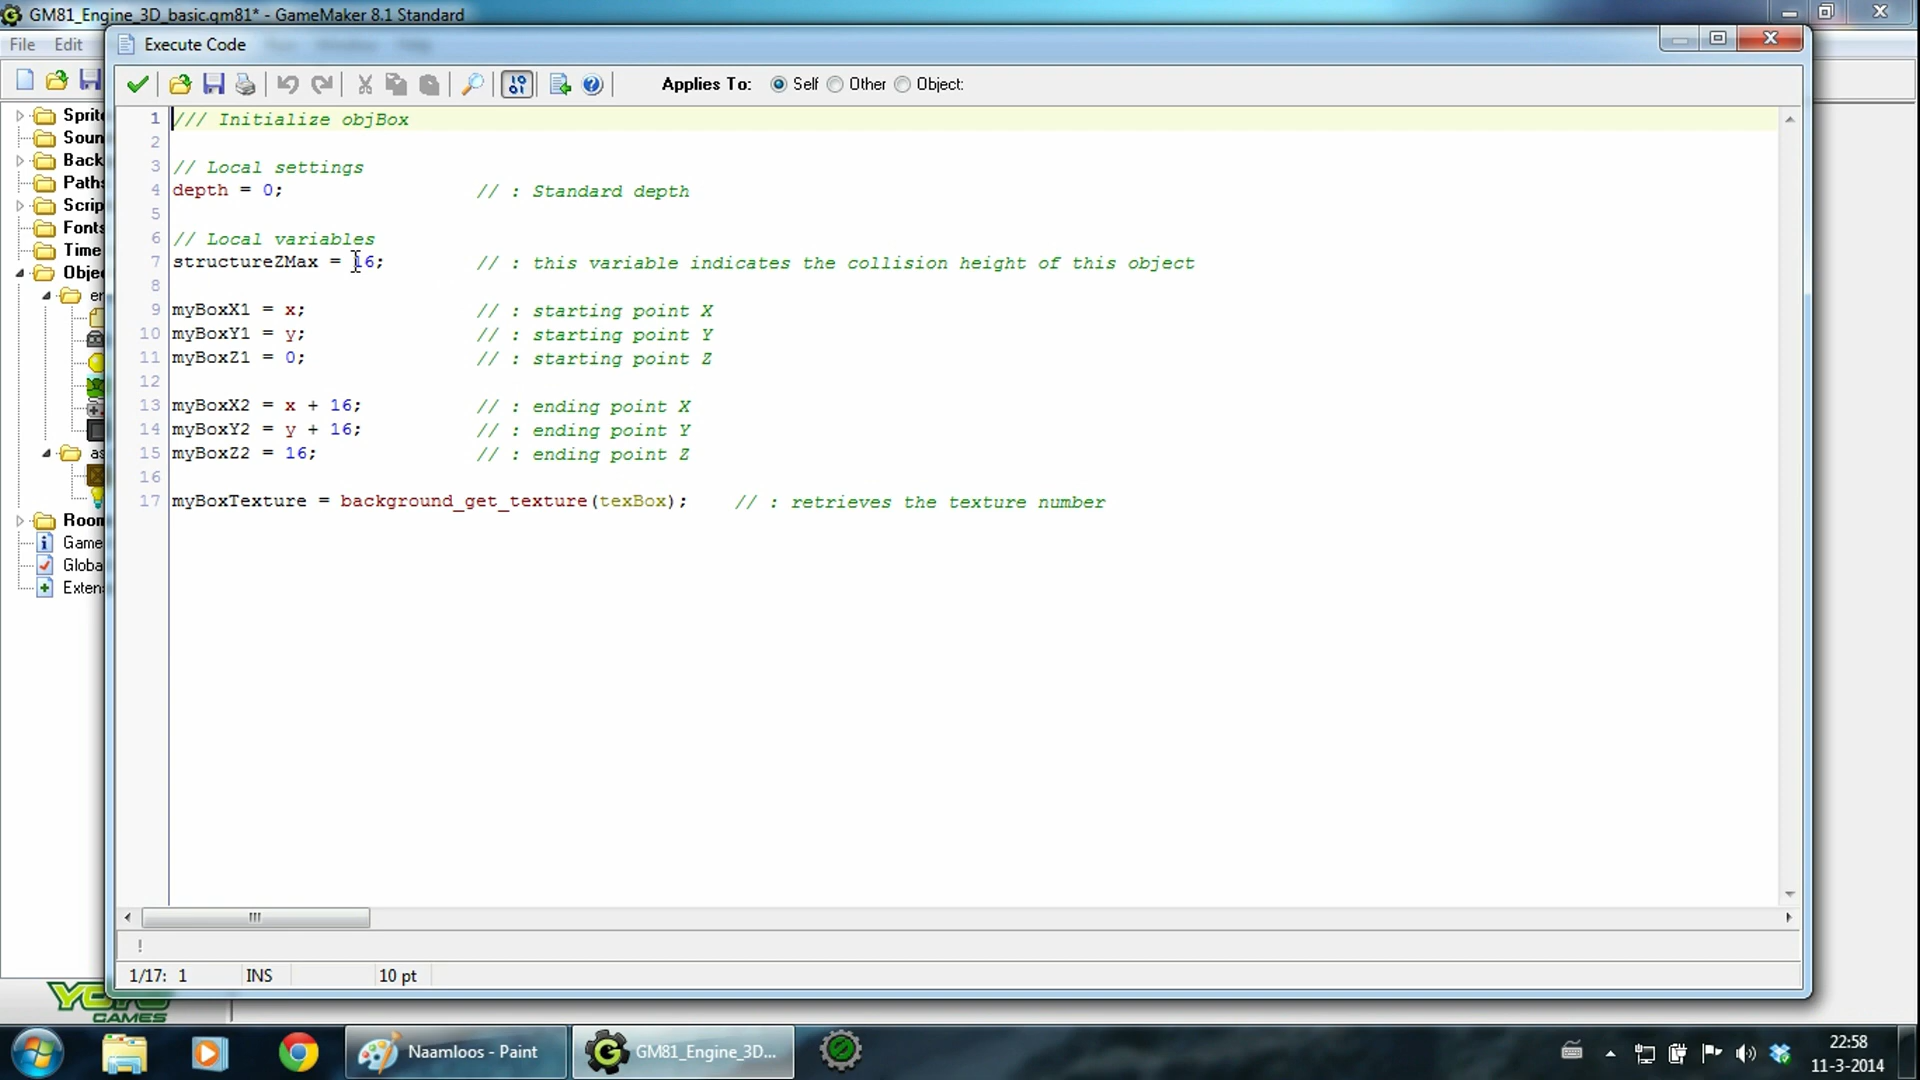 GM81_Engine_3D_basic.gm81* - GameMaker 8.1 Standard
File Edit
Execute Code
Applies To: Self Other Object:
Sprite
Soun
Back
Paths
Scrip
Fonts
Time
Objec
er
as
Room
Game
Globa
Exten
1 /// Initialize objBox
2
3 // Local settings
4 depth = 0; // : Standard depth
5
6 // Local variables
7 structureZMax = 16; // : this variable indicates the collision height of this object
8
9 myBoxX1 = x; // : starting point X
10 myBoxY1 = y; // : starting point Y
11 myBoxZ1 = 0; // : starting point Z
12
13 myBoxX2 = x + 16; // : ending point X
14 myBoxY2 = y + 16; // : ending point Y
15 myBoxZ2 = 16; // : ending point Z
16
17 myBoxTexture = background_get_texture(texBox); // : retrieves the texture number
!
1/17: 1 INS 10 pt
YOYO
GAMES
Naamloos - Paint
GM81_Engine_3D...
22:58
11-3-2014